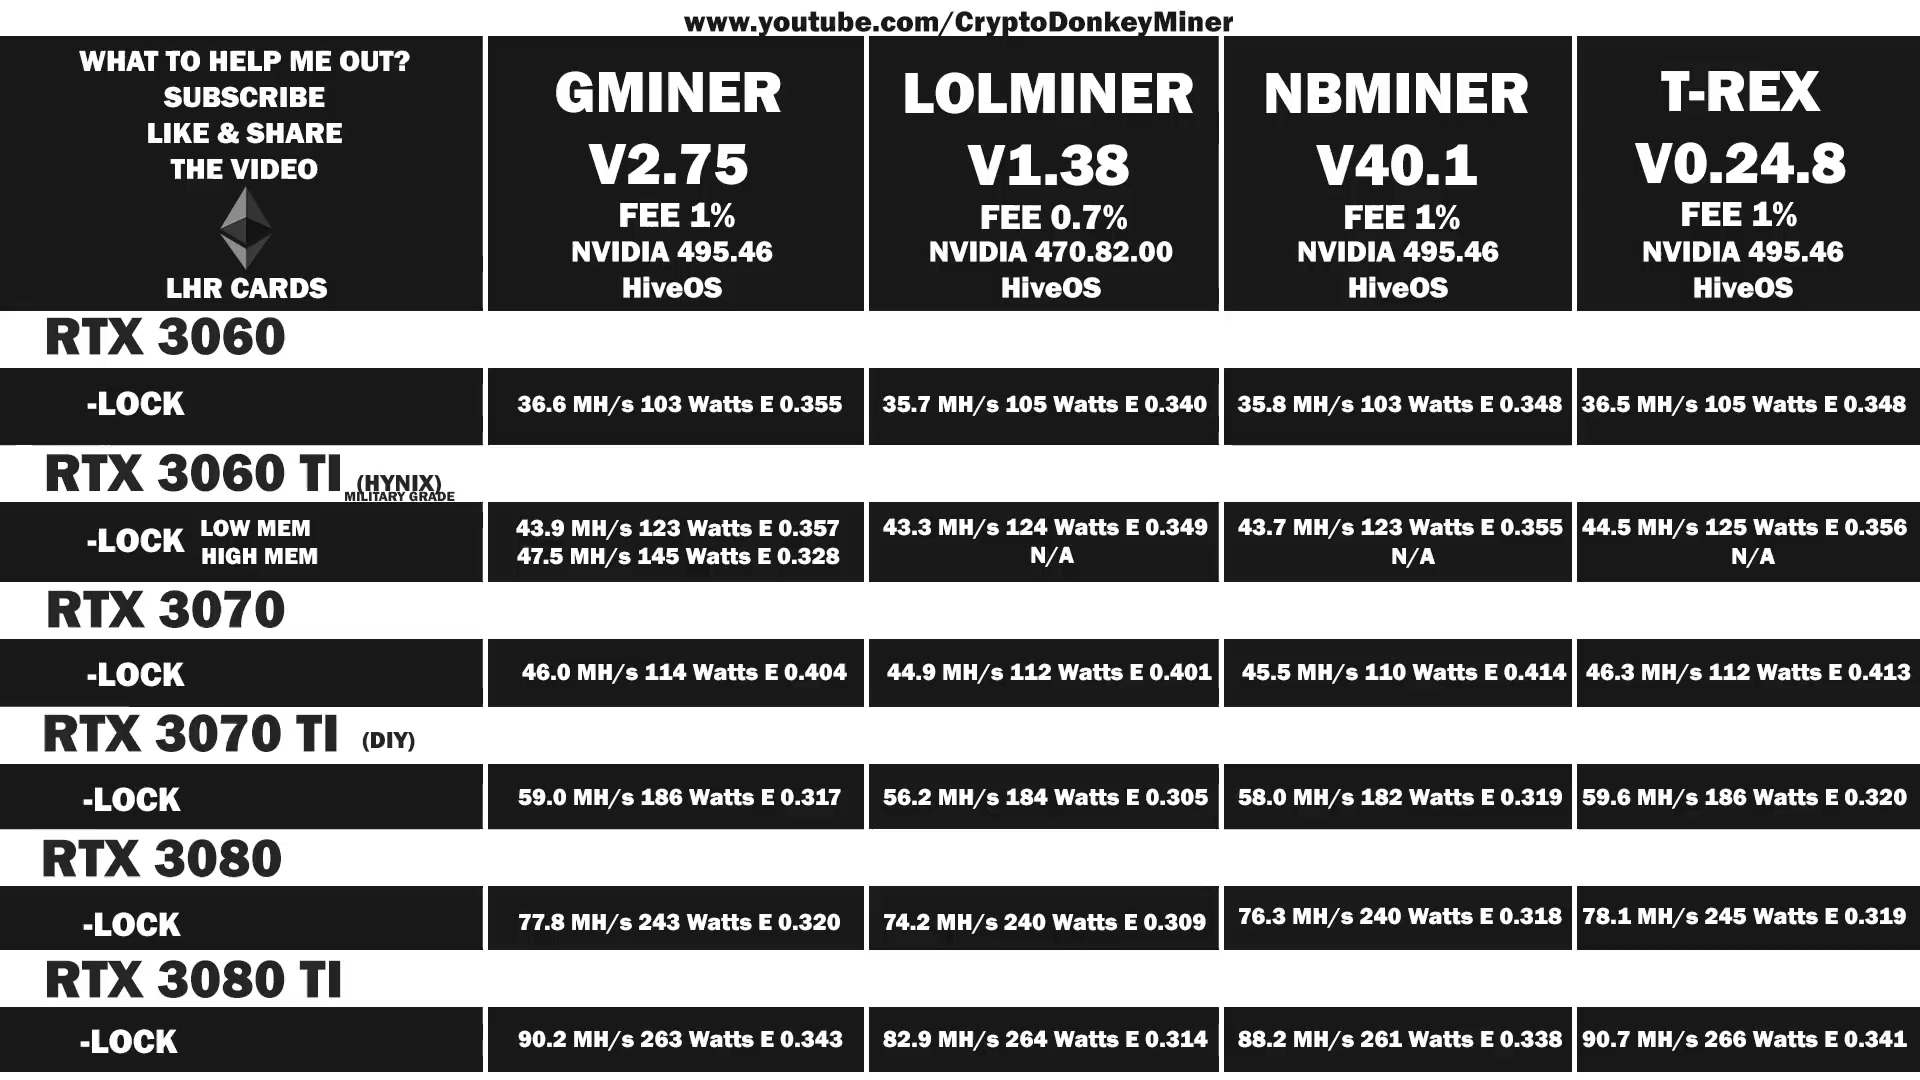 www.youtube.com/CryptoDonkeyMiner
WHAT TO HELP ME OUT?
SUBSCRIBE
LIKE & SHARE
THE VIDEO
LHR CARDS
GMINER
V2.75
FEE 1%
NVIDIA 495.46
HiveOS
LOLMINER
V1.38
FEE 0.7%
NVIDIA 470.82.00
HiveOS
NBMINER
V40.1
FEE 1%
NVIDIA 495.46
HiveOS
T-REX
V0.24.8
FEE 1%
NVIDIA 495.46
HiveOS
RTX 3060
-LOCK 36.6 MH/s 103 Watts E 0.355 35.7 MH/s 105 Watts E 0.340 35.8 MH/s 103 Watts E 0.348 36.5 MH/s 105 Watts E 0.348
RTX 3060 TI (HYNIX)
MILITARY GRADE
-LOCK LOW MEM 43.9 MH/s 123 Watts E 0.357 43.3 MH/s 124 Watts E 0.349 43.7 MH/s 123 Watts E 0.355 44.5 MH/s 125 Watts E 0.356
HIGH MEM 47.5 MH/s 145 Watts E 0.328 N/A N/A N/A
RTX 3070
-LOCK 46.0 MH/s 114 Watts E 0.404 44.9 MH/s 112 Watts E 0.401 45.5 MH/s 110 Watts E 0.414 46.3 MH/s 112 Watts E 0.413
RTX 3070 TI (DIY)
-LOCK 59.0 MH/s 186 Watts E 0.317 56.2 MH/s 184 Watts E 0.305 58.0 MH/s 182 Watts E 0.319 59.6 MH/s 186 Watts E 0.320
RTX 3080
-LOCK 77.8 MH/s 243 Watts E 0.320 74.2 MH/s 240 Watts E 0.309 76.3 MH/s 240 Watts E 0.318 78.1 MH/s 245 Watts E 0.319
RTX 3080 TI
-LOCK 90.2 MH/s 263 Watts E 0.343 82.9 MH/s 264 Watts E 0.314 88.2 MH/s 261 Watts E 0.338 90.7 MH/s 266 Watts E 0.341